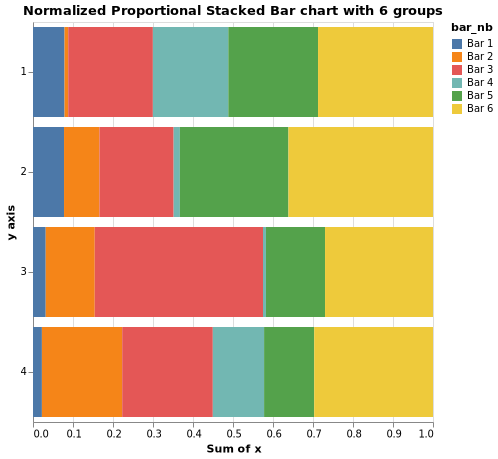 Normalized Proportional Stacked Bar chart with 6 groups
bar_nb
Bar 1
Bar 2
Bar 3
Bar 4
Bar 5
Bar 6
y axis
1
2
3
4
0.0 0.1 0.2 0.3 0.4 0.5 0.6 0.7 0.8 0.9 1.0
Sum of x